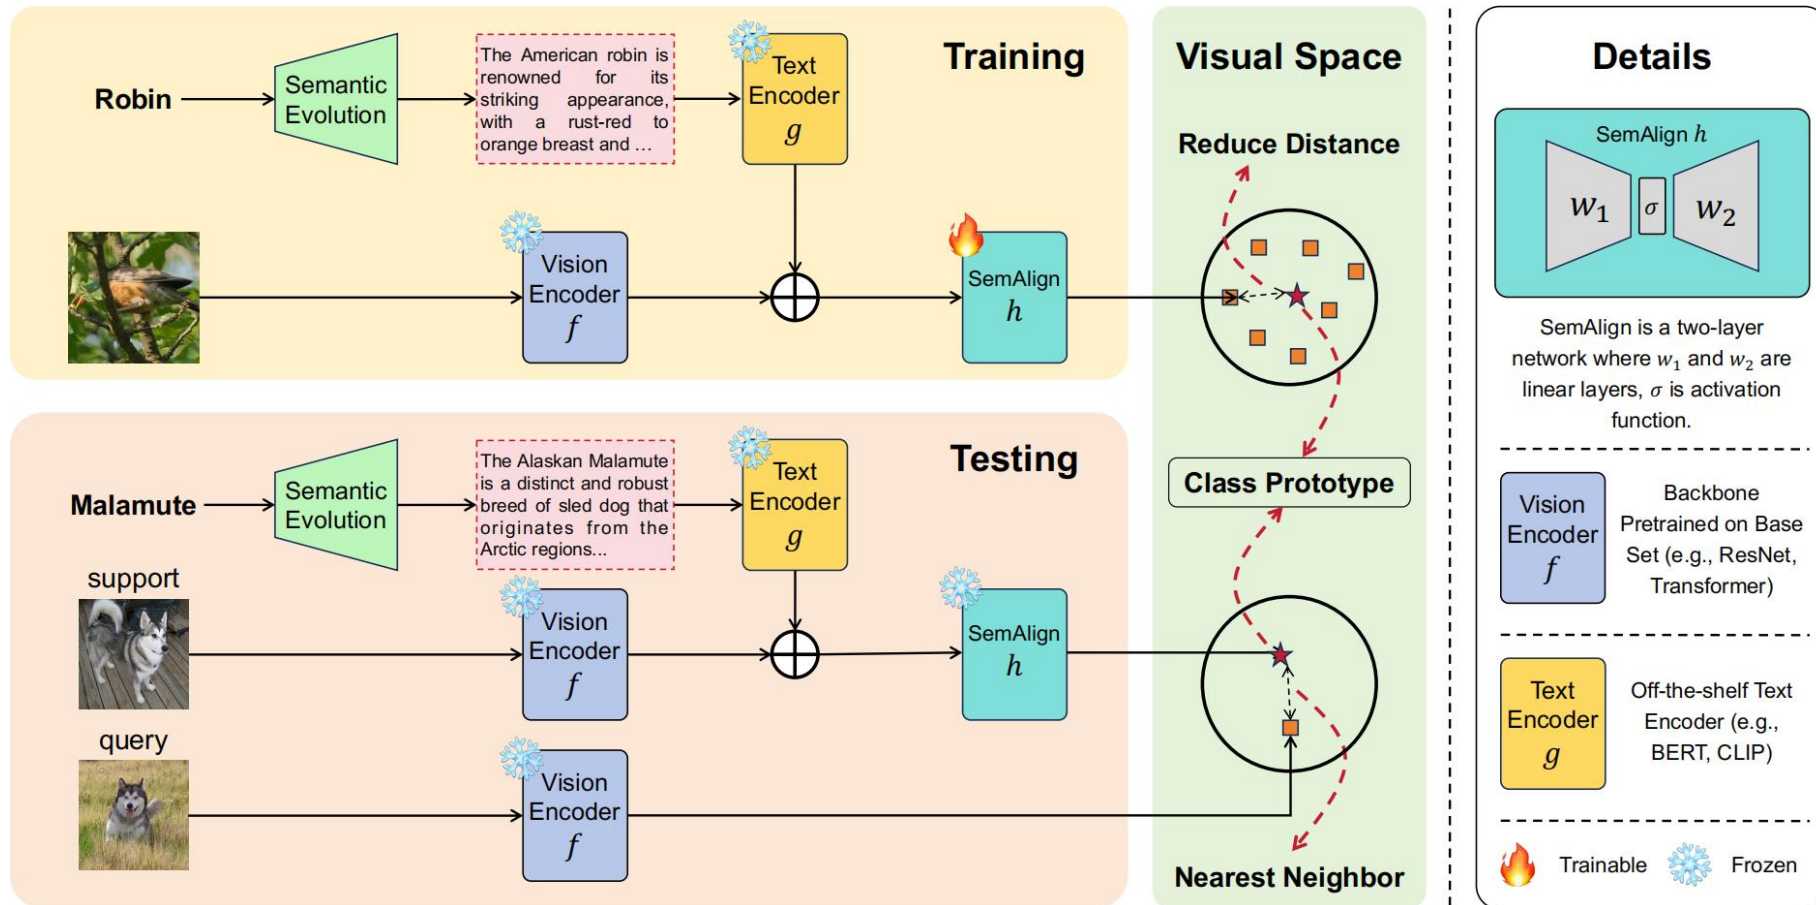 Training
Robin
Semantic
Evolution
The American robin is
renowned for its
striking appearance,
with a rust-red to
orange breast and ...
Text
Encoder
g
Vision
Encoder
f
SemAlign
h
Testing
Malamute
Semantic
Evolution
The Alaskan Malamute
is a distinct and robust
breed of sled dog that
originates from the
Arctic regions...
Text
Encoder
g
support
Vision
Encoder
f
SemAlign
h
query
Vision
Encoder
f
Visual Space
Reduce Distance
Class Prototype
Nearest Neighbor
Details
SemAlign h
w₁
σ
w₂
SemAlign is a two-layer
network where w₁ and w₂ are
linear layers, σ is activation
function.
Vision
Encoder
f
Backbone
Pretrained on Base
Set (e.g., ResNet,
Transformer)
Text
Encoder
g
Off-the-shelf Text
Encoder (e.g.,
BERT, CLIP)
Trainable
Frozen